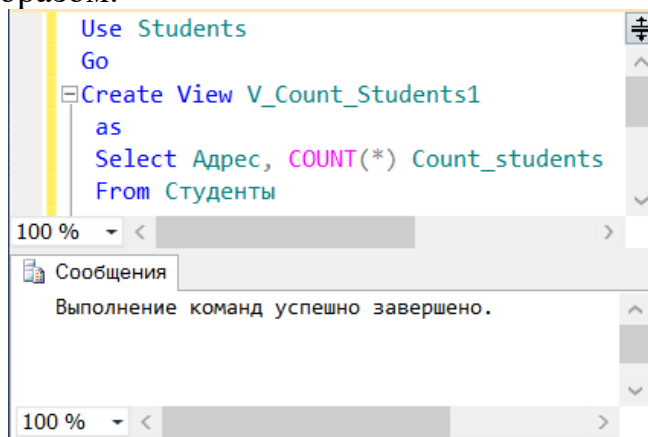 образом:
Use Students
Go
Create View V_Count_Students1
as
Select Адрес, COUNT(*) Count_students
From Студенты
100 %
Сообщения
Выполнение команд успешно завершено.
100 %